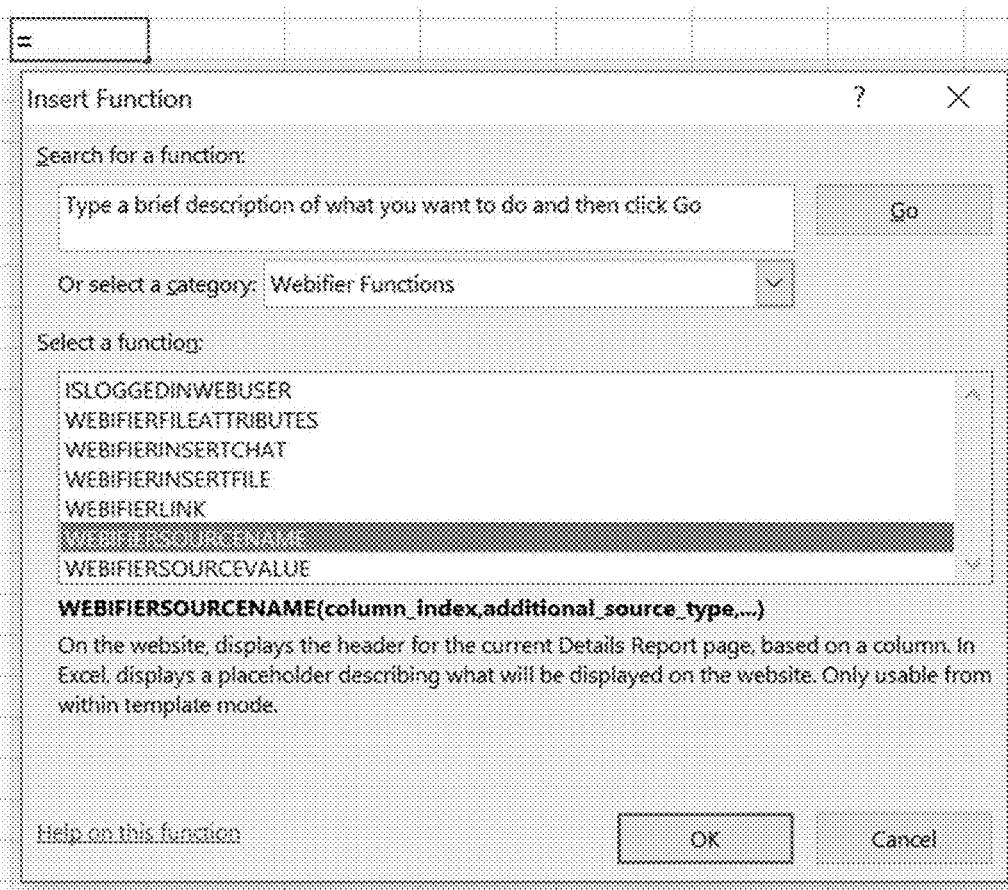 =
Insert Function ? X
Search for a function:
Type a brief description of what you want to do and then click Go
Go
Or select a category: Webifier Functions
Select a function:
ISLOGGEDINWEBUSER
WEBIFIERFILEATTRIBUTES
WEBIFIERINSERTCHAT
WEBIFIERINSERTFILE
WEBIFIERLINK
WEBIFIERSOURCENAME
WEBIFIERSOURCEVALUE
WEBIFIERSOURCENAME(column_index,additional_source_type,...)
On the website, displays the header for the current Details Report page, based on a column. In
Excel, displays a placeholder describing what will be displayed on the website. Only usable from
within template mode.
Help on this function
OK
Cancel